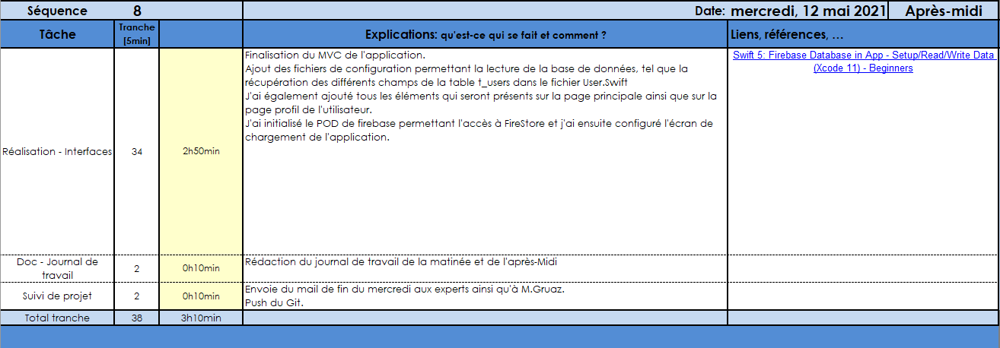 Séquence 8 Date: mercredi, 12 mai 2021 Après-midi
Tâche Tranche [5min] Explications: qu'est-ce qui se fait et comment ? Liens, références, ...
Finalisation du MVC de l'application.
Ajout des fichiers de configuration permettant la lecture de la base de données, tel que la
récupération des différents champs de la table t_users dans le fichier User.Swift
J'ai également ajouté tous les éléments qui seront présents sur la page principale ainsi que sur la
page profil de l'utilisateur.
J'ai initialisé le POD de firebase permettant l'accès à FireStore et j'ai ensuite configuré l'écran de
chargement de l'application.
Swift 5: Firebase Database in App - Setup/Read/Write Data
(Xcode 11) - Beginners
Réalisation - Interfaces 34 2h50min
Doc - Journal de
travail
2 0h10min Rédaction du journal de travail de la matinée et de l'après-Midi
Suivi de projet 2 0h10min
Envoie du mail de fin du mercredi aux experts ainsi qu'à M.Gruaz.
Push du Git.
Total tranche 38 3h10min